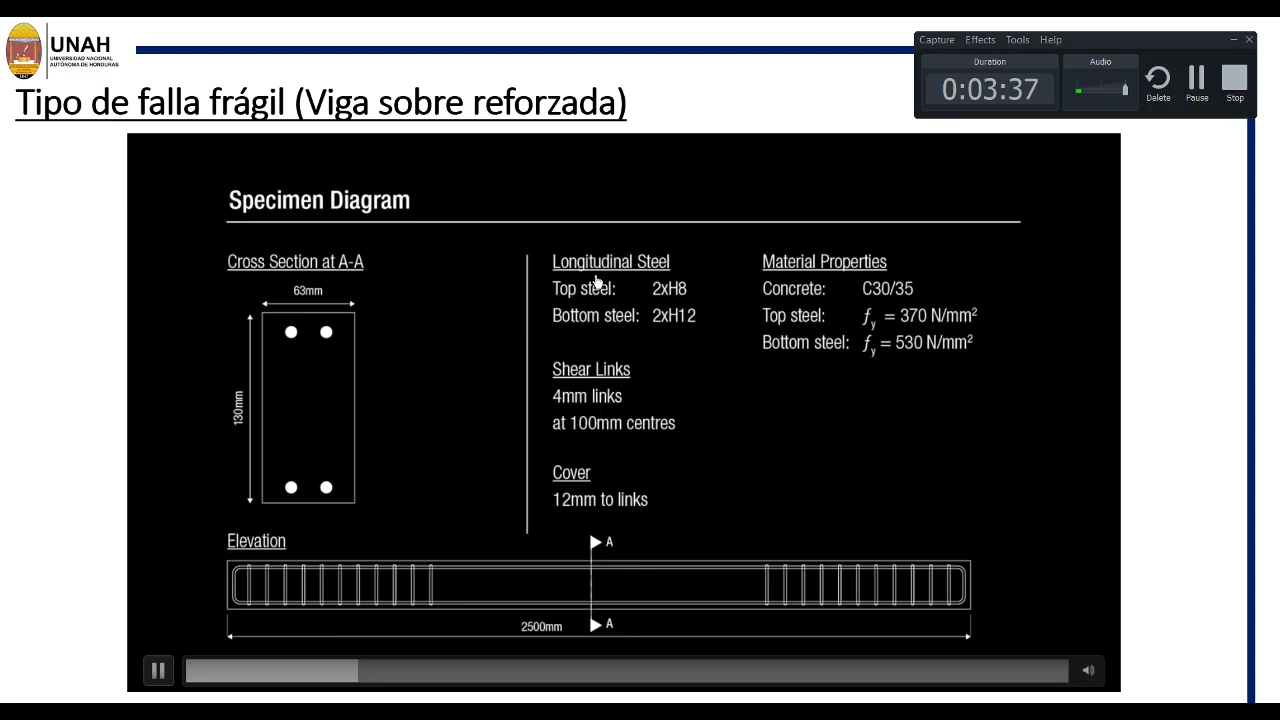 UNAH
UNIVERSIDAD NACIONAL
AUTÓNOMA DE HONDURAS
Capture Effects Tools Help
Duration
0:03:37
Audio
Delete
Pause
Stop
Tipo de falla frágil (Viga sobre reforzada)
Specimen Diagram
Cross Section at A-A
63mm
130mm
Longitudinal Steel
Top steel: 2xH8
Bottom steel: 2xH12
Shear Links
4mm links
at 100mm centres
Cover
12mm to links
Material Properties
Concrete: C30/35
Top steel: fy = 370 N/mm²
Bottom steel: fy = 530 N/mm²
Elevation
A
A
2500mm